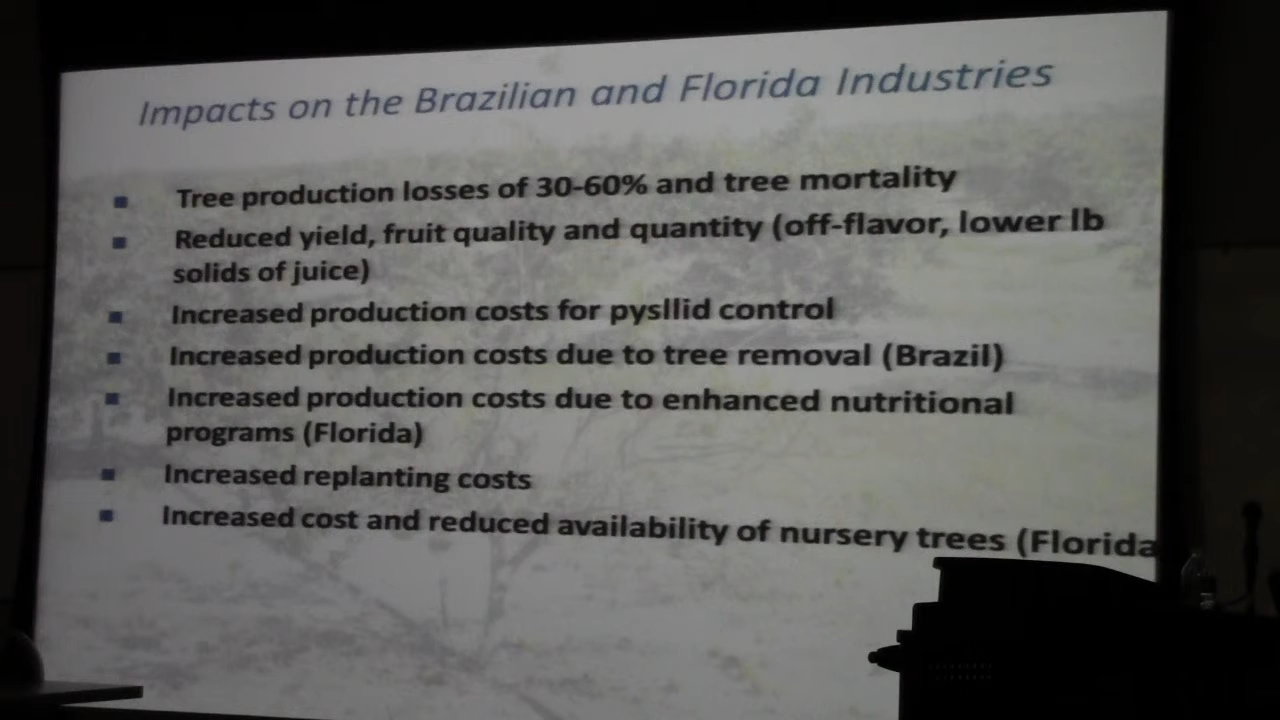 Impacts on the Brazilian and Florida Industries
▪ Tree production losses of 30-60% and tree mortality
▪ Reduced yield, fruit quality and quantity (off-flavor, lower lb
solids of juice)
▪ Increased production costs for pysllid control
▪ Increased production costs due to tree removal (Brazil)
▪ Increased production costs due to enhanced nutritional
programs (Florida)
▪ Increased replanting costs
▪ Increased cost and reduced availability of nursery trees (Florida